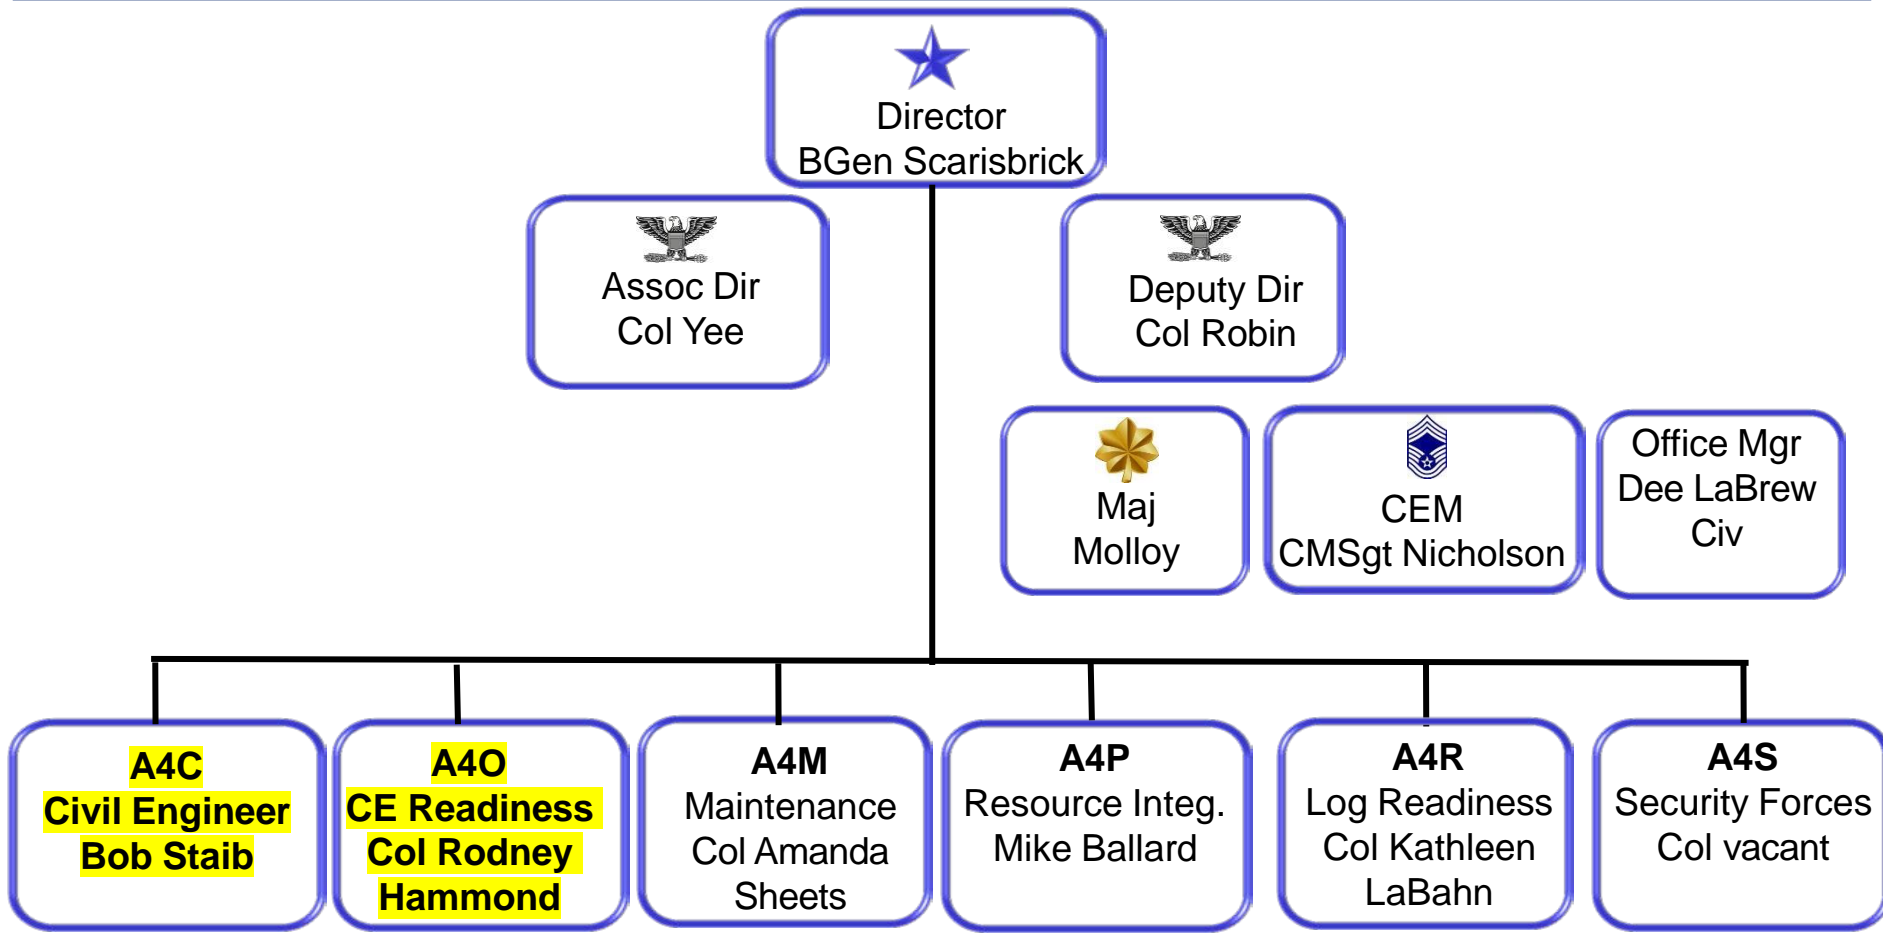 Director
BGen Scarisbrick
Assoc Dir
Col Yee
Deputy Dir
Col Robin
Maj
Molloy
CEM
CMSgt Nicholson
Office Mgr
Dee LaBrew
Civ
A4C
Civil Engineer
Bob Staib
A4O
CE Readiness
Col Rodney
Hammond
A4M
Maintenance
Col Amanda
Sheets
A4P
Resource Integ.
Mike Ballard
A4R
Log Readiness
Col Kathleen
LaBahn
A4S
Security Forces
Col vacant